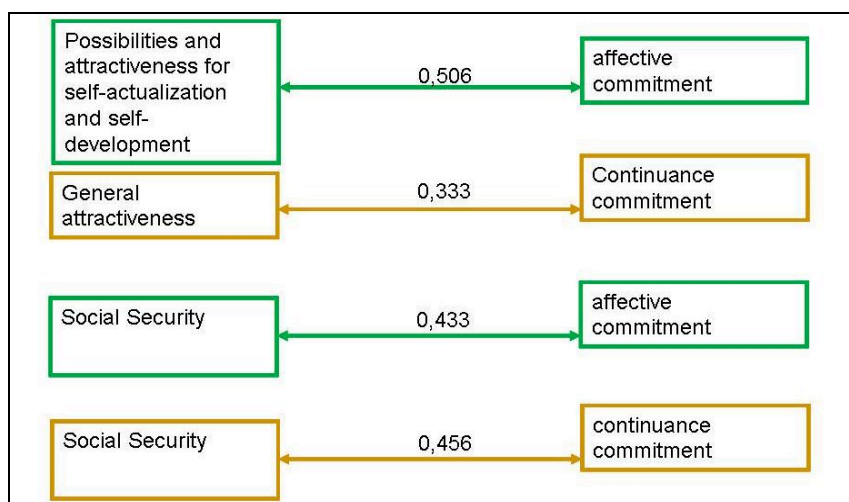 Possibilities and
attractiveness for
self-actualization
and self-
development
0,506
affective
commitment
General
attractiveness
0,333
Continuance
commitment
Social Security
0,433
affective
commitment
Social Security
0,456
continuance
commitment